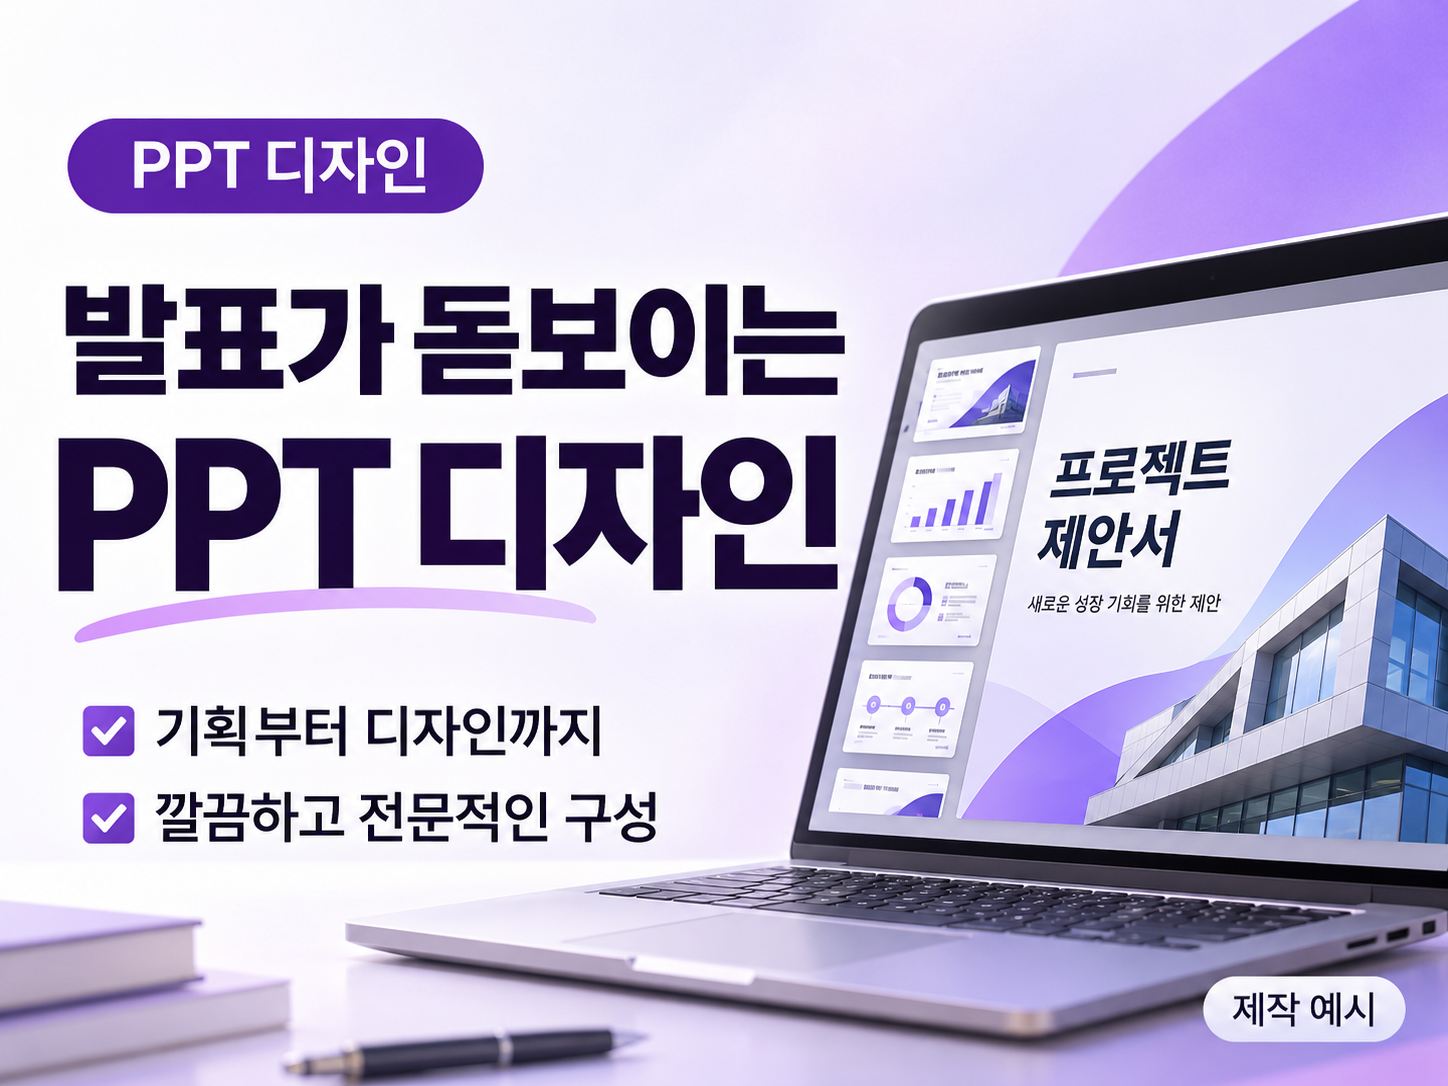 PPT 디자인
발표가 돋보이는
PPT 디자인
기획부터 디자인까지
깔끔하고 전문적인 구성
프로젝트
제안서
새로운 성장 기회를 위한 제안
제작 예시